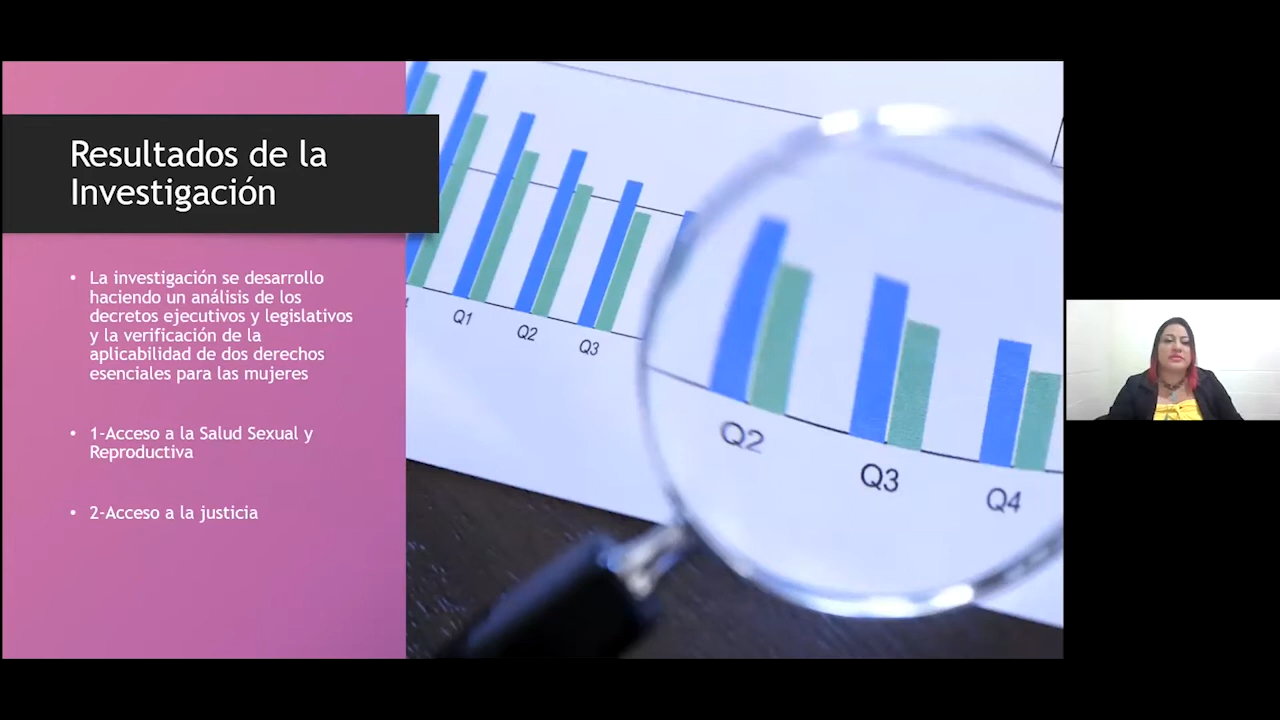 Resultados de la
Investigación
• La investigación se desarrollo
haciendo un análisis de los
decretos ejecutivos y legislativos
y la verificación de la
aplicabilidad de dos derechos
esenciales para las mujeres
• 1-Acceso a la Salud Sexual y
Reproductiva
• 2-Acceso a la justicia
Q1
Q2
Q3
Q2
Q3
Q4